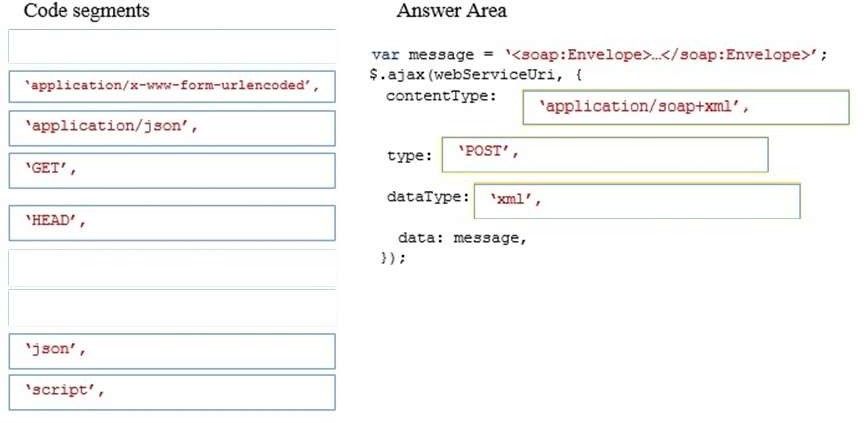 Code segments
Answer Area
‘application/x-www-form-urlencoded’,
‘application/json’,
‘GET’,
‘HEAD’,
‘json’,
‘script’,
var message = ‘<soap:Envelope>…</soap:Envelope>’;
$.ajax(webServiceUri, {
contentType: ‘application/soap+xml’,
type: ‘POST’,
dataType: ‘xml’,
data: message,
});